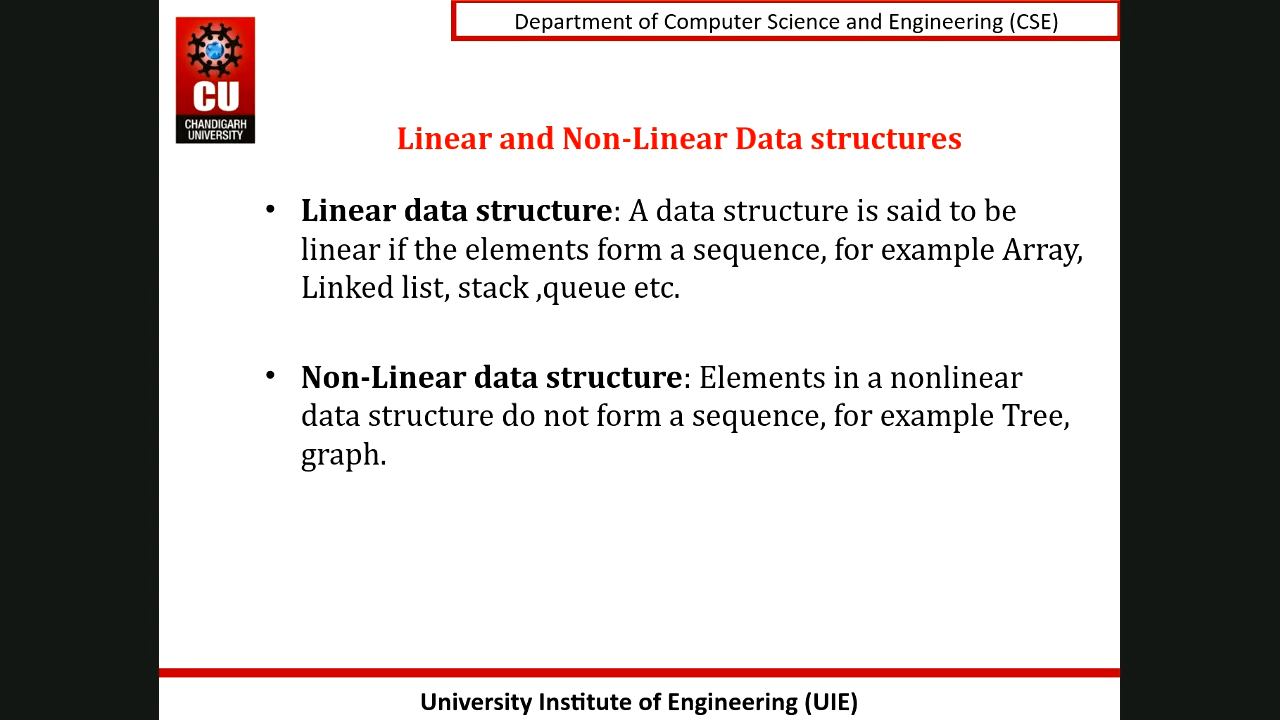 Department of Computer Science and Engineering (CSE)
CU
CHANDIGARH
UNIVERSITY
Linear and Non-Linear Data structures
• Linear data structure: A data structure is said to be
linear if the elements form a sequence, for example Array,
Linked list, stack ,queue etc.
• Non-Linear data structure: Elements in a nonlinear
data structure do not form a sequence, for example Tree,
graph.
University Institute of Engineering (UIE)